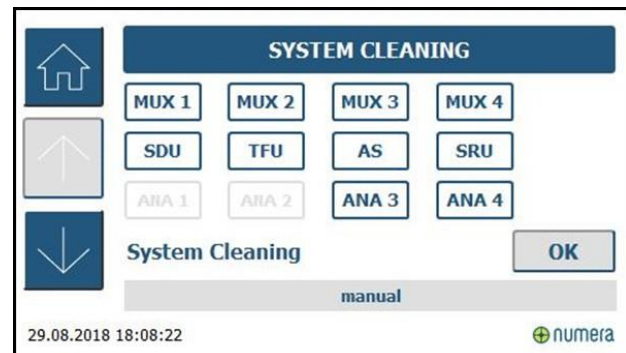 SYSTEM CLEANING
MUX 1 MUX 2 MUX 3 MUX 4
SDU TFU AS SRU
ANA 1 ANA 2 ANA 3 ANA 4
System Cleaning OK
manual
29.08.2018 18:08:22 numera